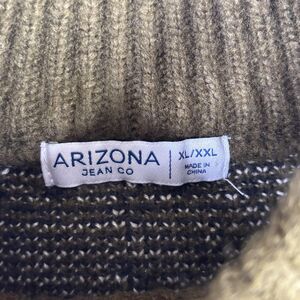 ARIZONA
JEAN CO
XL/XXL
MADE IN
CHINA